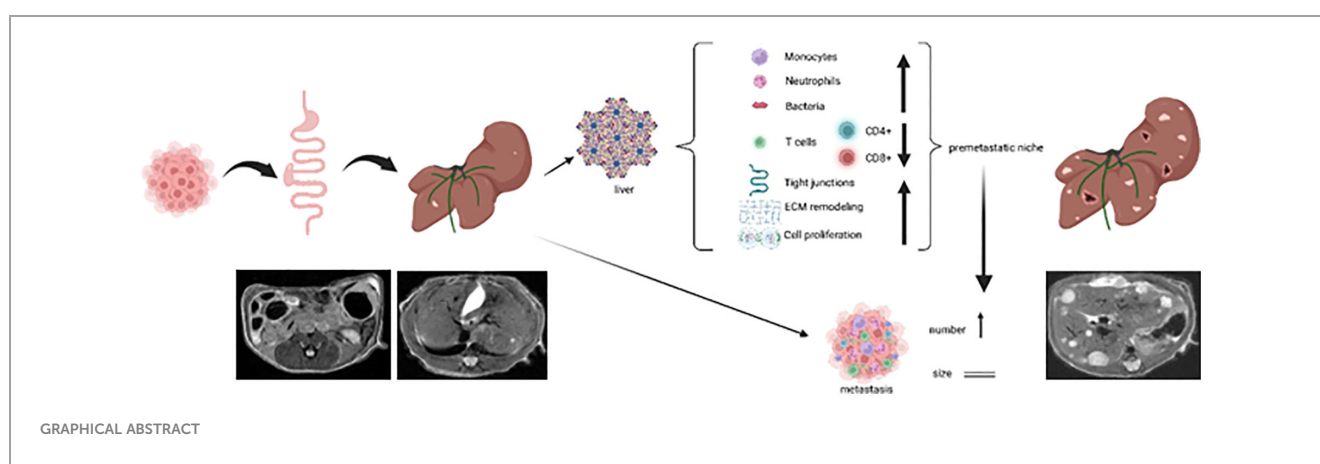 Monocytes
Neutrophils
Bacteria
T cells
CD4+
CD8+
Tight junctions
ECM remodeling
Cell proliferation
liver
premetastatic niche
number
size
metastasis
GRAPHICAL ABSTRACT